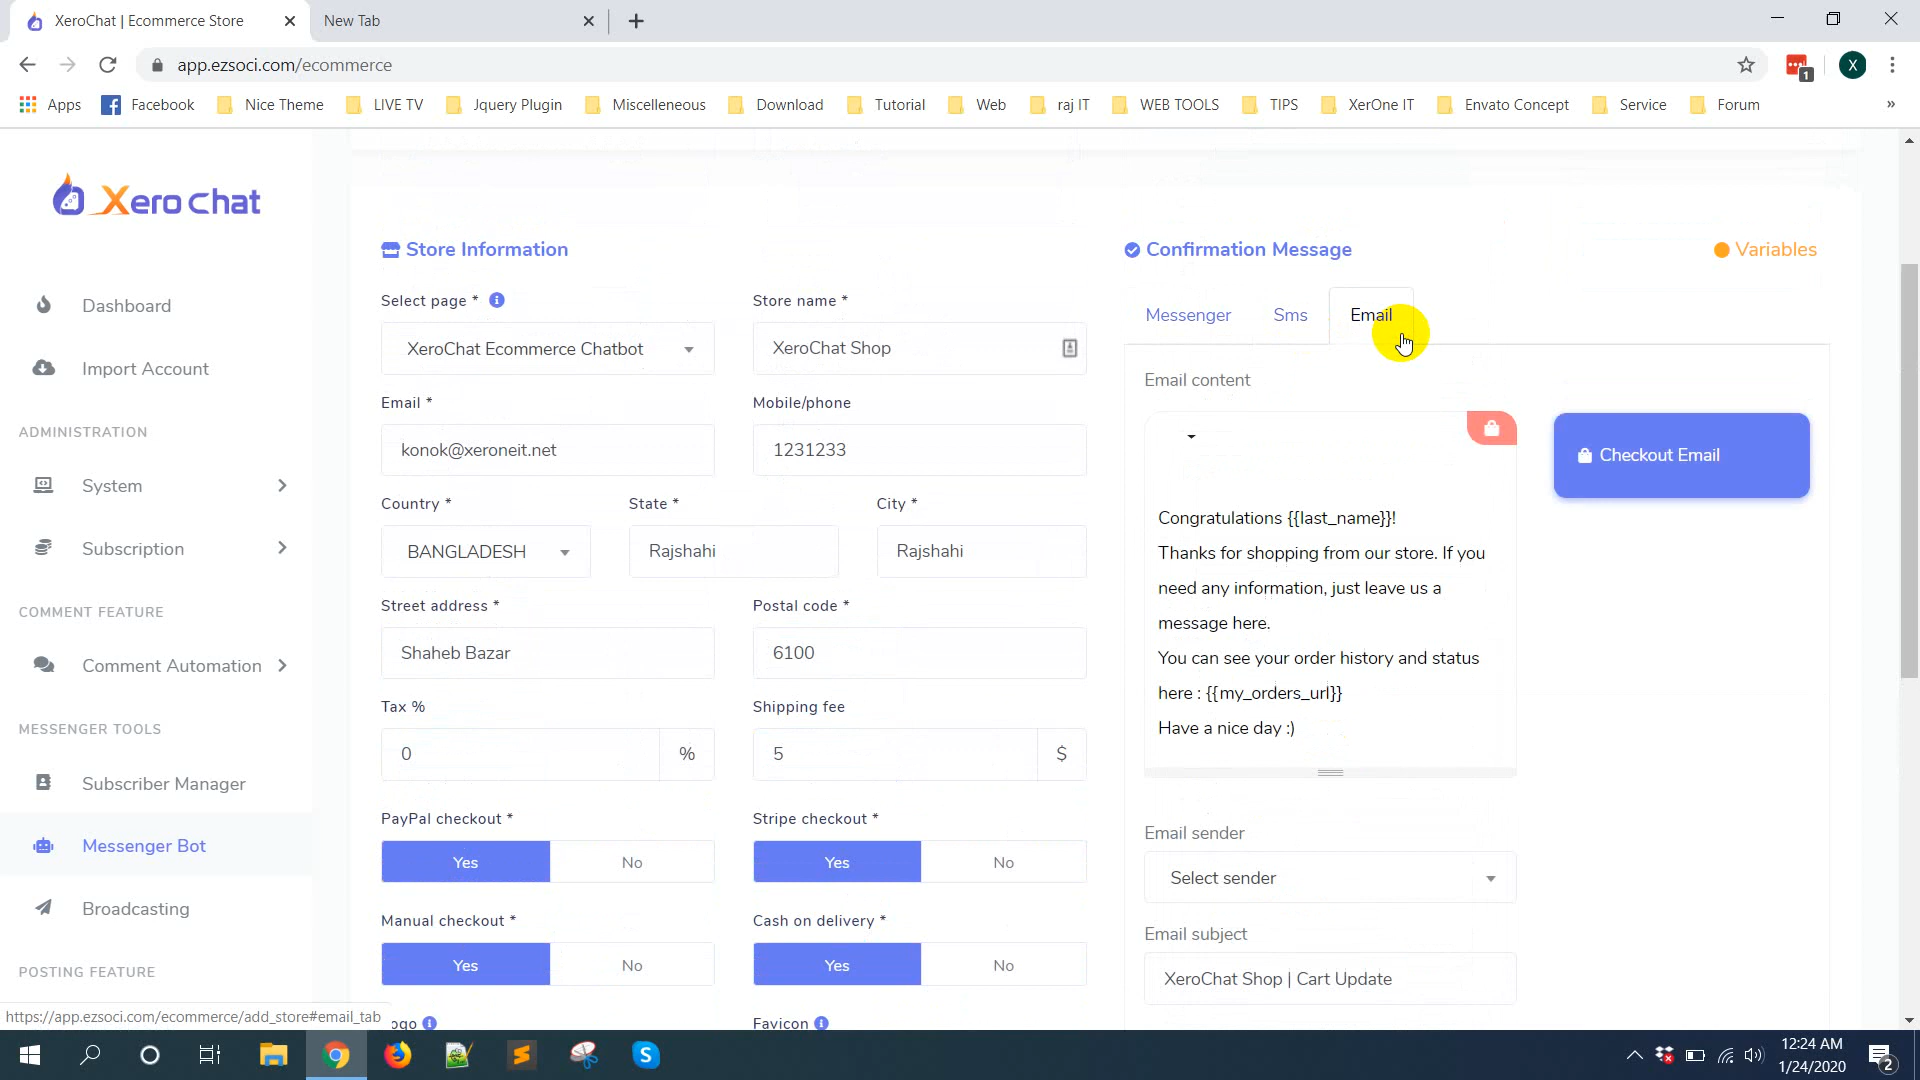 XeroChat | Ecommerce Store
New Tab
app.ezsoci.com/ecommerce
1
X
Apps
Facebook
Nice Theme
LIVE TV
Jquery Plugin
Miscelleneous
Download
Tutorial
Web
raj IT
WEB TOOLS
TIPS
XerOne IT
Envato Concept
Service
Forum
»
Xero Chat
Dashboard
Import Account
ADMINISTRATION
System
Subscription
COMMENT FEATURE
Comment Automation
MESSENGER TOOLS
Subscriber Manager
Messenger Bot
Broadcasting
POSTING FEATURE
https://app.ezsoci.com/ecommerce/add_store#email_tab
Store Information
Select page *
XeroChat Ecommerce Chatbot
Store name *
XeroChat Shop
Email *
konok@xeroneit.net
Mobile/phone
1231233
Country *
BANGLADESH
State *
Rajshahi
City *
Rajshahi
Street address *
Shaheb Bazar
Postal code *
6100
Tax %
0
%
Shipping fee
5
$
PayPal checkout *
Yes
No
Stripe checkout *
Yes
No
Manual checkout *
Yes
No
Cash on delivery *
Yes
No
ogo
Favicon
Confirmation Message
Variables
Messenger
Sms
Email
Email content
Checkout Email
Congratulations {{last_name}}!
Thanks for shopping from our store. If you
need any information, just leave us a
message here.
You can see your order history and status
here : {{my_orders_url}}
Have a nice day :)
Email sender
Select sender
Email subject
XeroChat Shop | Cart Update
12:24 AM
1/24/2020
2